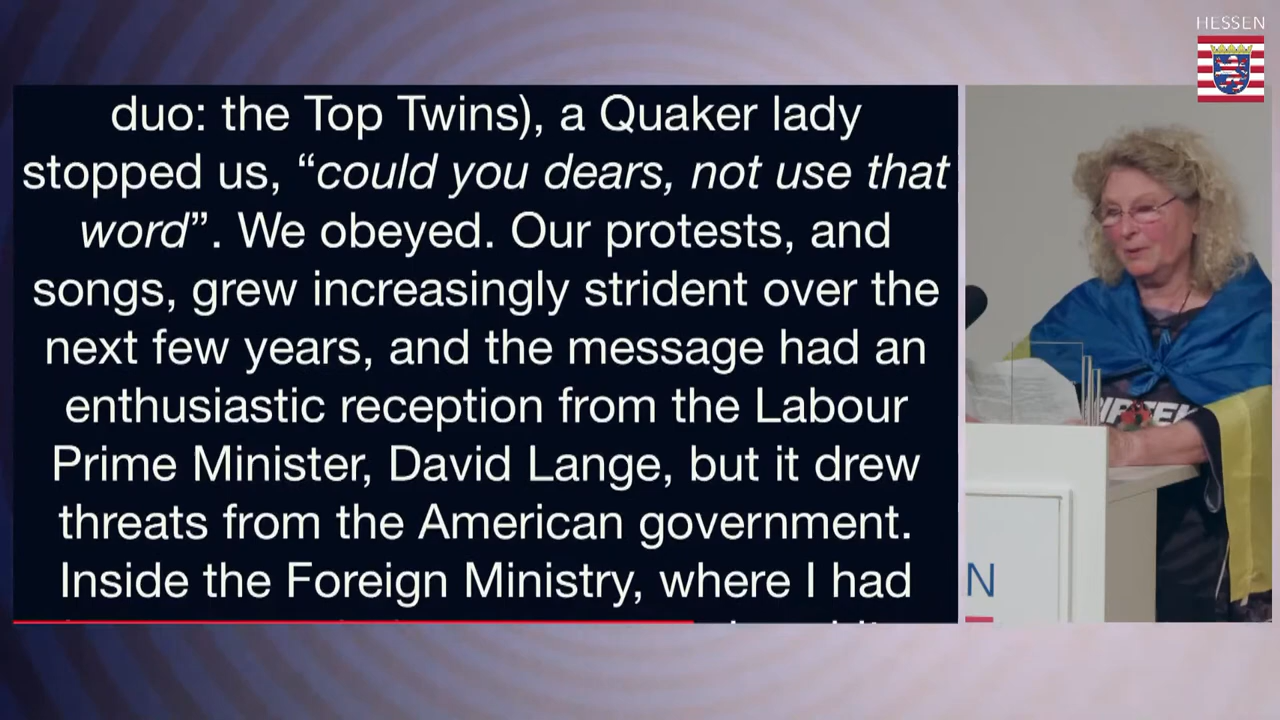 HESSEN
duo: the Top Twins), a Quaker lady
stopped us, “could you dears, not use that
word”. We obeyed. Our protests, and
songs, grew increasingly strident over the
next few years, and the message had an
enthusiastic reception from the Labour
Prime Minister, David Lange, but it drew
threats from the American government.
Inside the Foreign Ministry, where I had
N